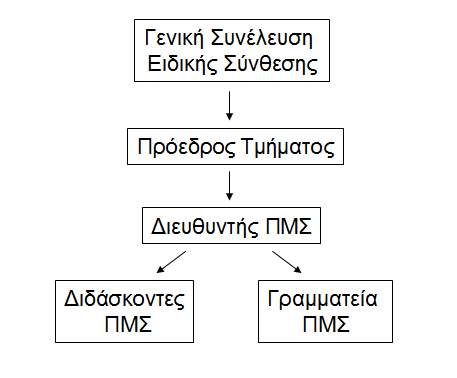 Γενική Συνέλευση
Ειδικής Σύνθεσης
Πρόεδρος Τμήματος
Διευθυντής ΠΜΣ
Διδάσκοντες
ΠΜΣ
Γραμματεία
ΠΜΣ